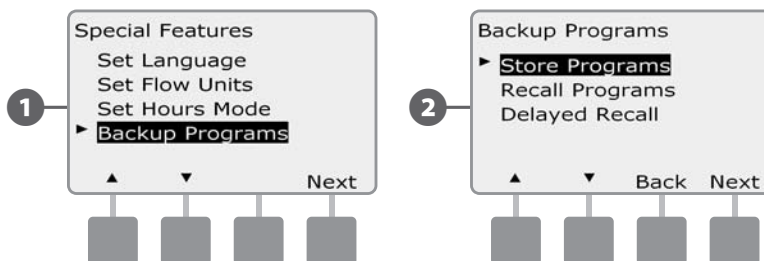 Special Features
Set Language
Set Flow Units
Set Hours Mode
Backup Programs
Next
1
Backup Programs
Store Programs
Recall Programs
Delayed Recall
Back Next
2